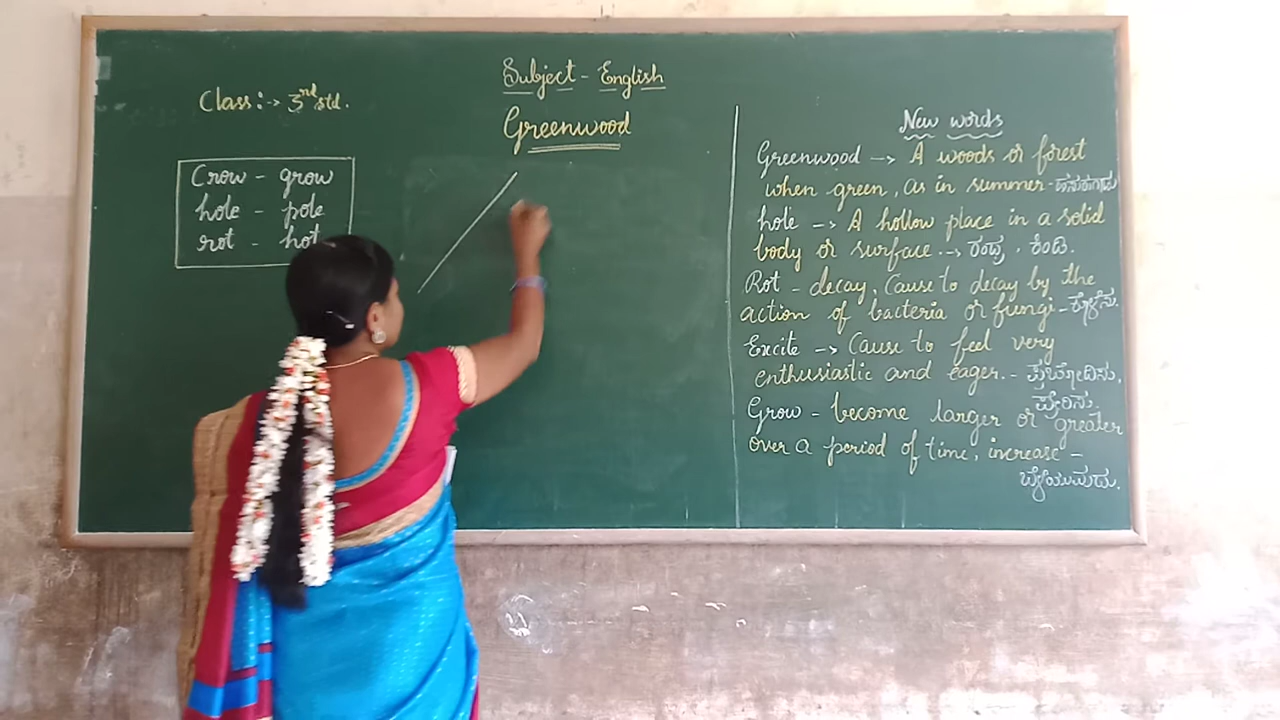 Subject - English
Class :-> 3rd std.
Greenwood
Crow - grow
hole - pole
rot - hot
New words
Greenwood --> A woods or forest
when green, as in summer - ಹಸುರುಗಾಡು
hole --> A hollow place in a solid
body or surface. --> ರಂಧ್ರ, ಕಿಂಡಿ.
Rot - decay, Cause to decay by the
action of bacteria or fungi - ಕೊಳೆಸು.
Excite --> Cause to feel very
enthusiastic and eager. - ಪ್ರಚೋದಿಸು,
ಪ್ರೇರಿಸು.
Grow - become larger or greater
over a period of time, increase -
ಬೆಳೆಯುವುದು.